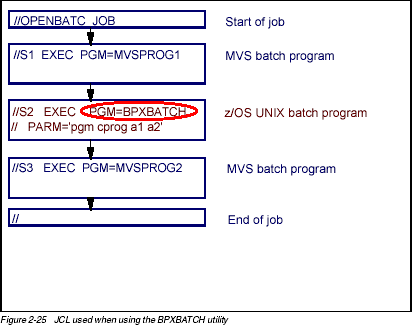 //OPENBATC JOB Start of job
//S1 EXEC PGM=MVSPROG1 MVS batch program
//S2 EXEC PGM=BPXBATCH z/OS UNIX batch program
// PARM='pgm cprog a1 a2'
//S3 EXEC PGM=MVSPROG2 MVS batch program
// End of job
Figure 2-25 JCL used when using the BPXBATCH utility